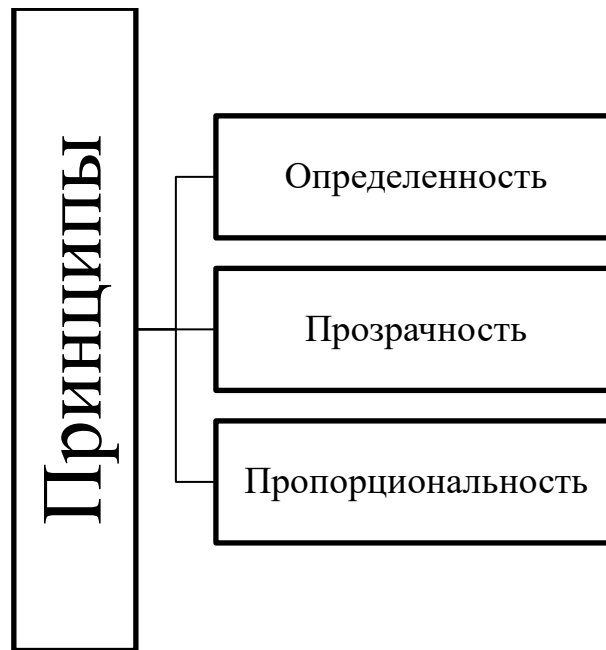 Принципы
Определенность
Прозрачность
Пропорциональность